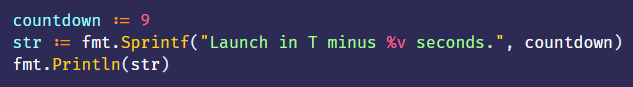 countdown := 9
str := fmt.Sprintf("Launch in T minus %v seconds.", countdown)
fmt.Println(str)